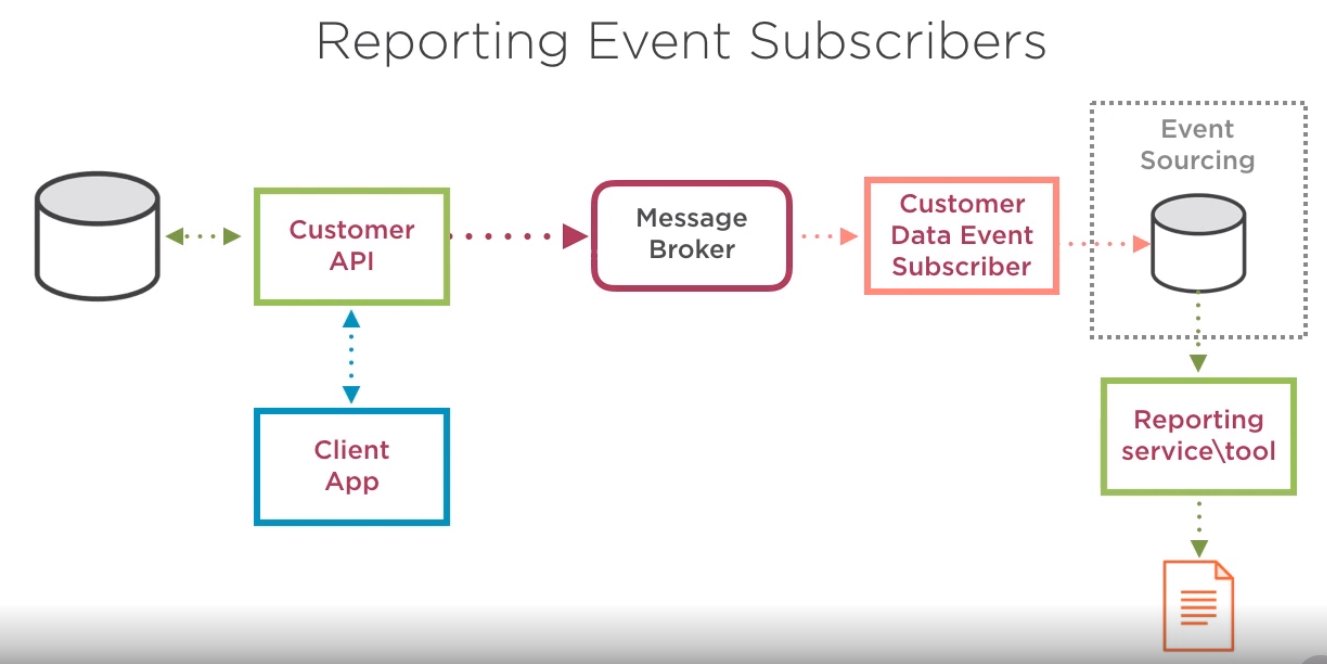 Reporting Event Subscribers
Event
Sourcing
Customer
API
Message
Broker
Customer
Data Event
Subscriber
Client
App
Reporting
service\tool